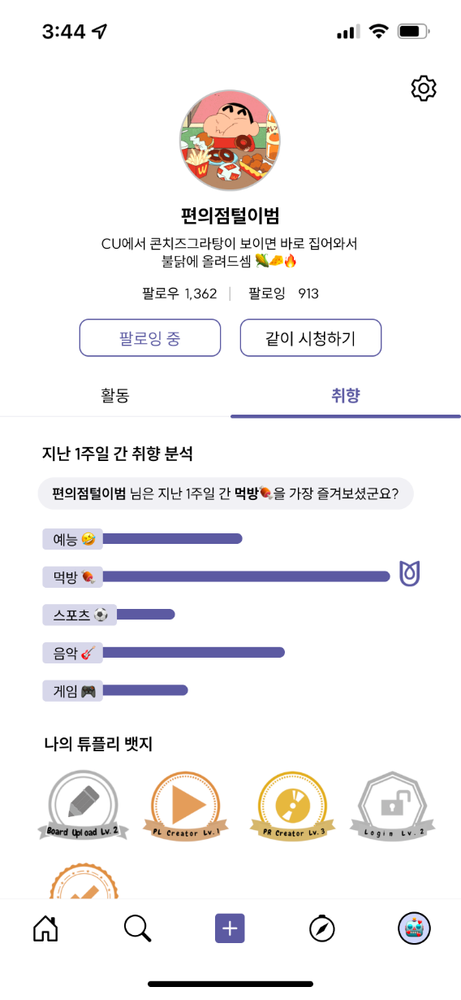 3:44
편의점털이범
CU에서 콘치즈그라탕이 보이면 바로 집어와서
불닭에 올려드셈 🌽🧀🔥
팔로우 1,362 | 팔로잉 913
팔로잉 중
같이 시청하기
활동
취향
지난 1주일 간 취향 분석
편의점털이범 님은 지난 1주일 간 먹방🍖을 가장 즐겨보셨군요?
예능 🤣
먹방 🍖
스포츠 ⚽
음악 🎸
게임 🎮
나의 튜플리 뱃지
Board Upload Lv.2
PL Creator Lv.1
PR Creator Lv.3
Login Lv.2